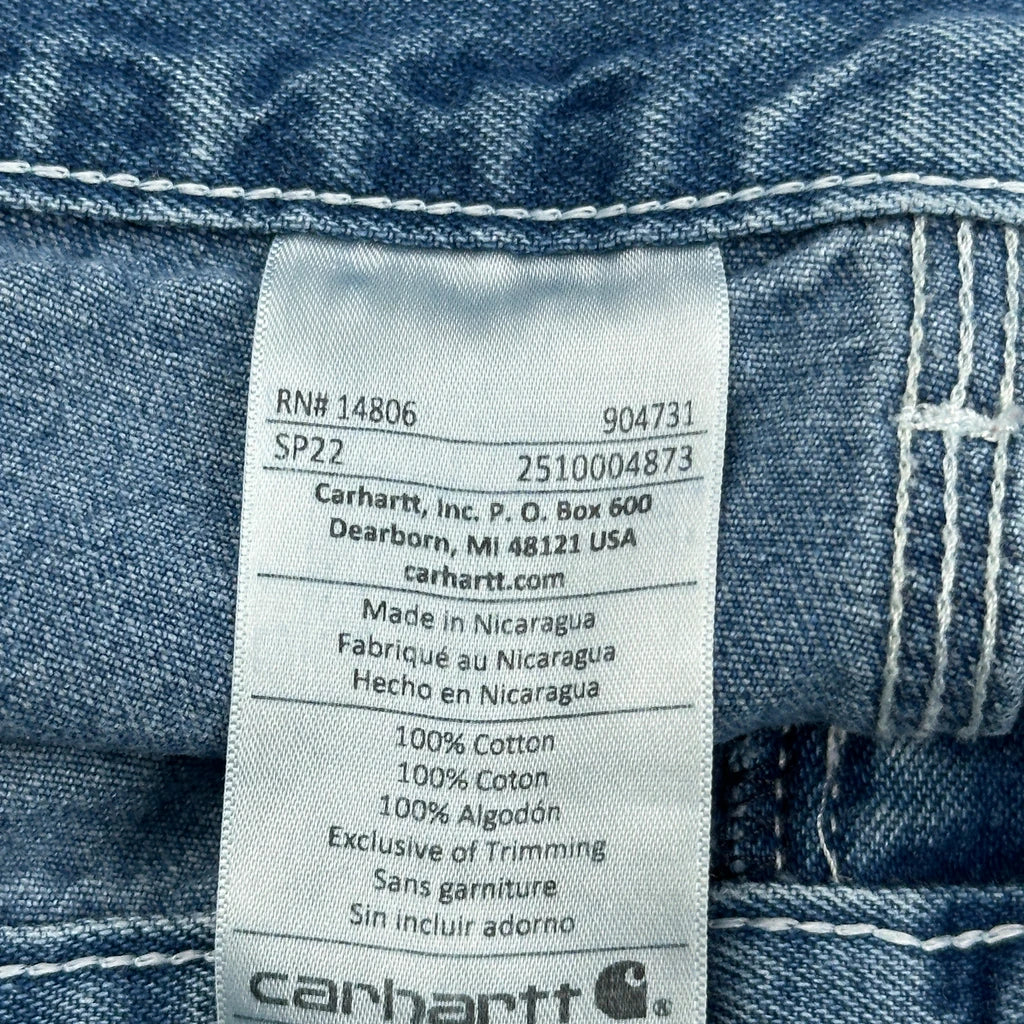 RN# 14806 904731
SP22 2510004873
Carhartt, Inc. P. O. Box 600
Dearborn, MI 48121 USA
carhartt.com
Made in Nicaragua
Fabriqué au Nicaragua
Hecho en Nicaragua
100% Cotton
100% Coton
100% Algodón
Exclusive of Trimming
Sans garniture
Sin incluir adorno
carhartt ®